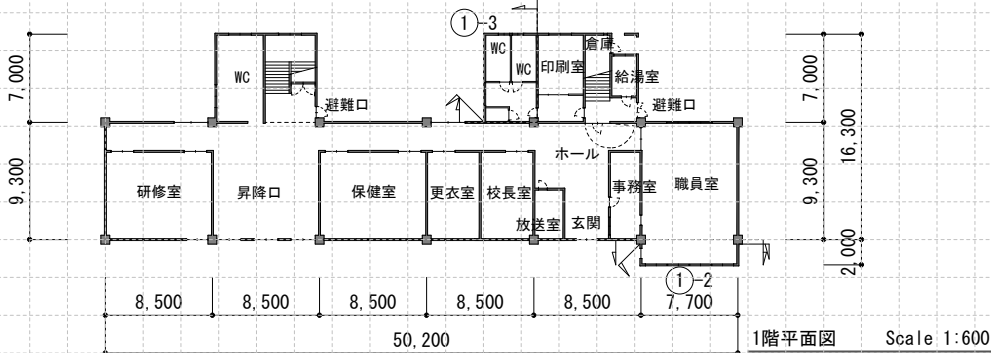 ①-3
倉庫
WC
WC
印刷室
WC
給湯室
避難口
避難口
7,000
7,000
16,300
ホール
研修室
昇降口
保健室
更衣室
校長室
事務室
職員室
放送室
玄関
9,300
9,300
2,000
①-2
8,500
8,500
8,500
8,500
8,500
7,700
50,200
1階平面図 Scale 1:600